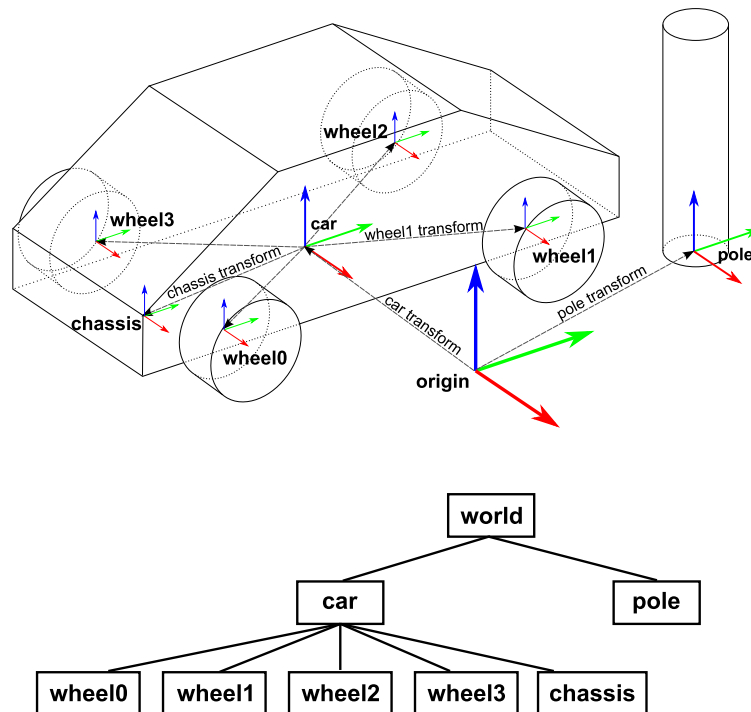 wheel2
wheel3
car
wheel1 transform
wheel1
pole
chassis transform
pole transform
chassis
car transform
wheel0
origin
world
car
pole
wheel0
wheel1
wheel2
wheel3
chassis